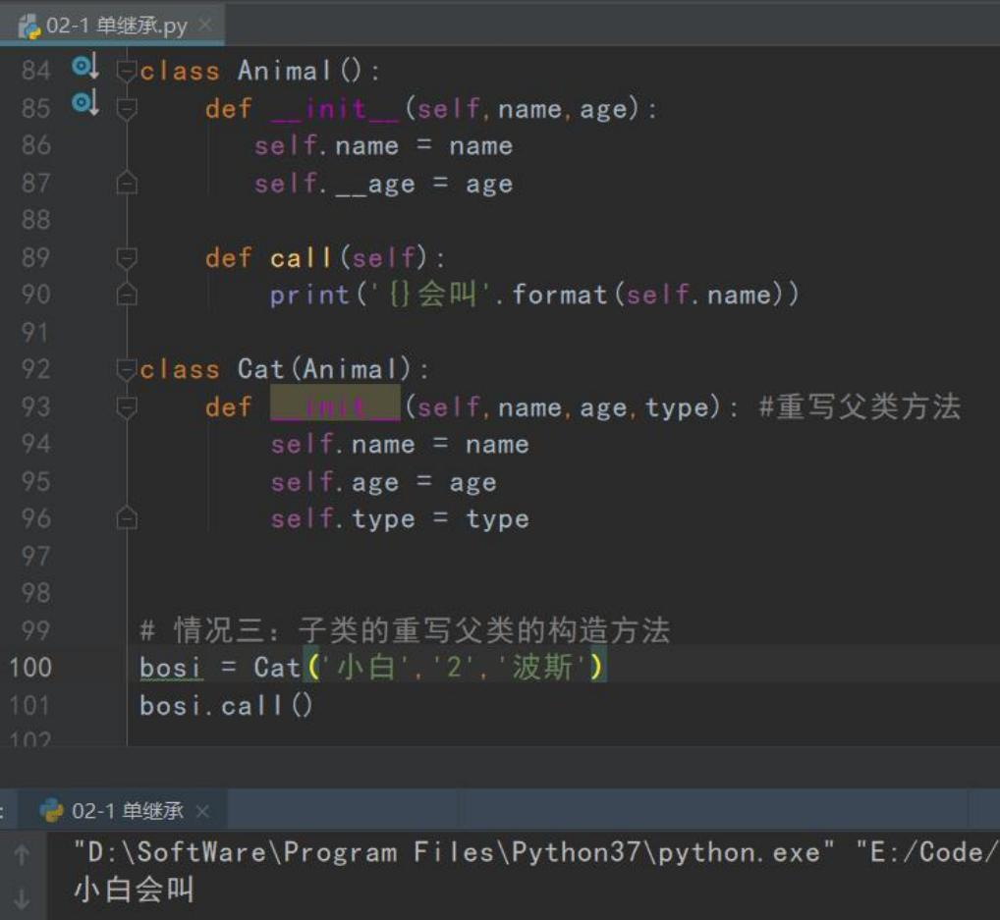 02-1 单继承.py ×
84 class Animal():
85     def __init__(self,name,age):
86        self.name = name
87        self.__age = age
88
89     def call(self):
90         print('{}会叫'.format(self.name))
91
92 class Cat(Animal):
93     def __init__(self,name,age,type): #重写父类方法
94         self.name = name
95         self.age = age
96         self.type = type
97
98
99 # 情况三: 子类的重写父类的构造方法
100 bosi = Cat('小白','2','波斯')
101 bosi.call()
102
: 02-1 单继承 ×
"D:\SoftWare\Program Files\Python37\python.exe" "E:/Code/
小白会叫